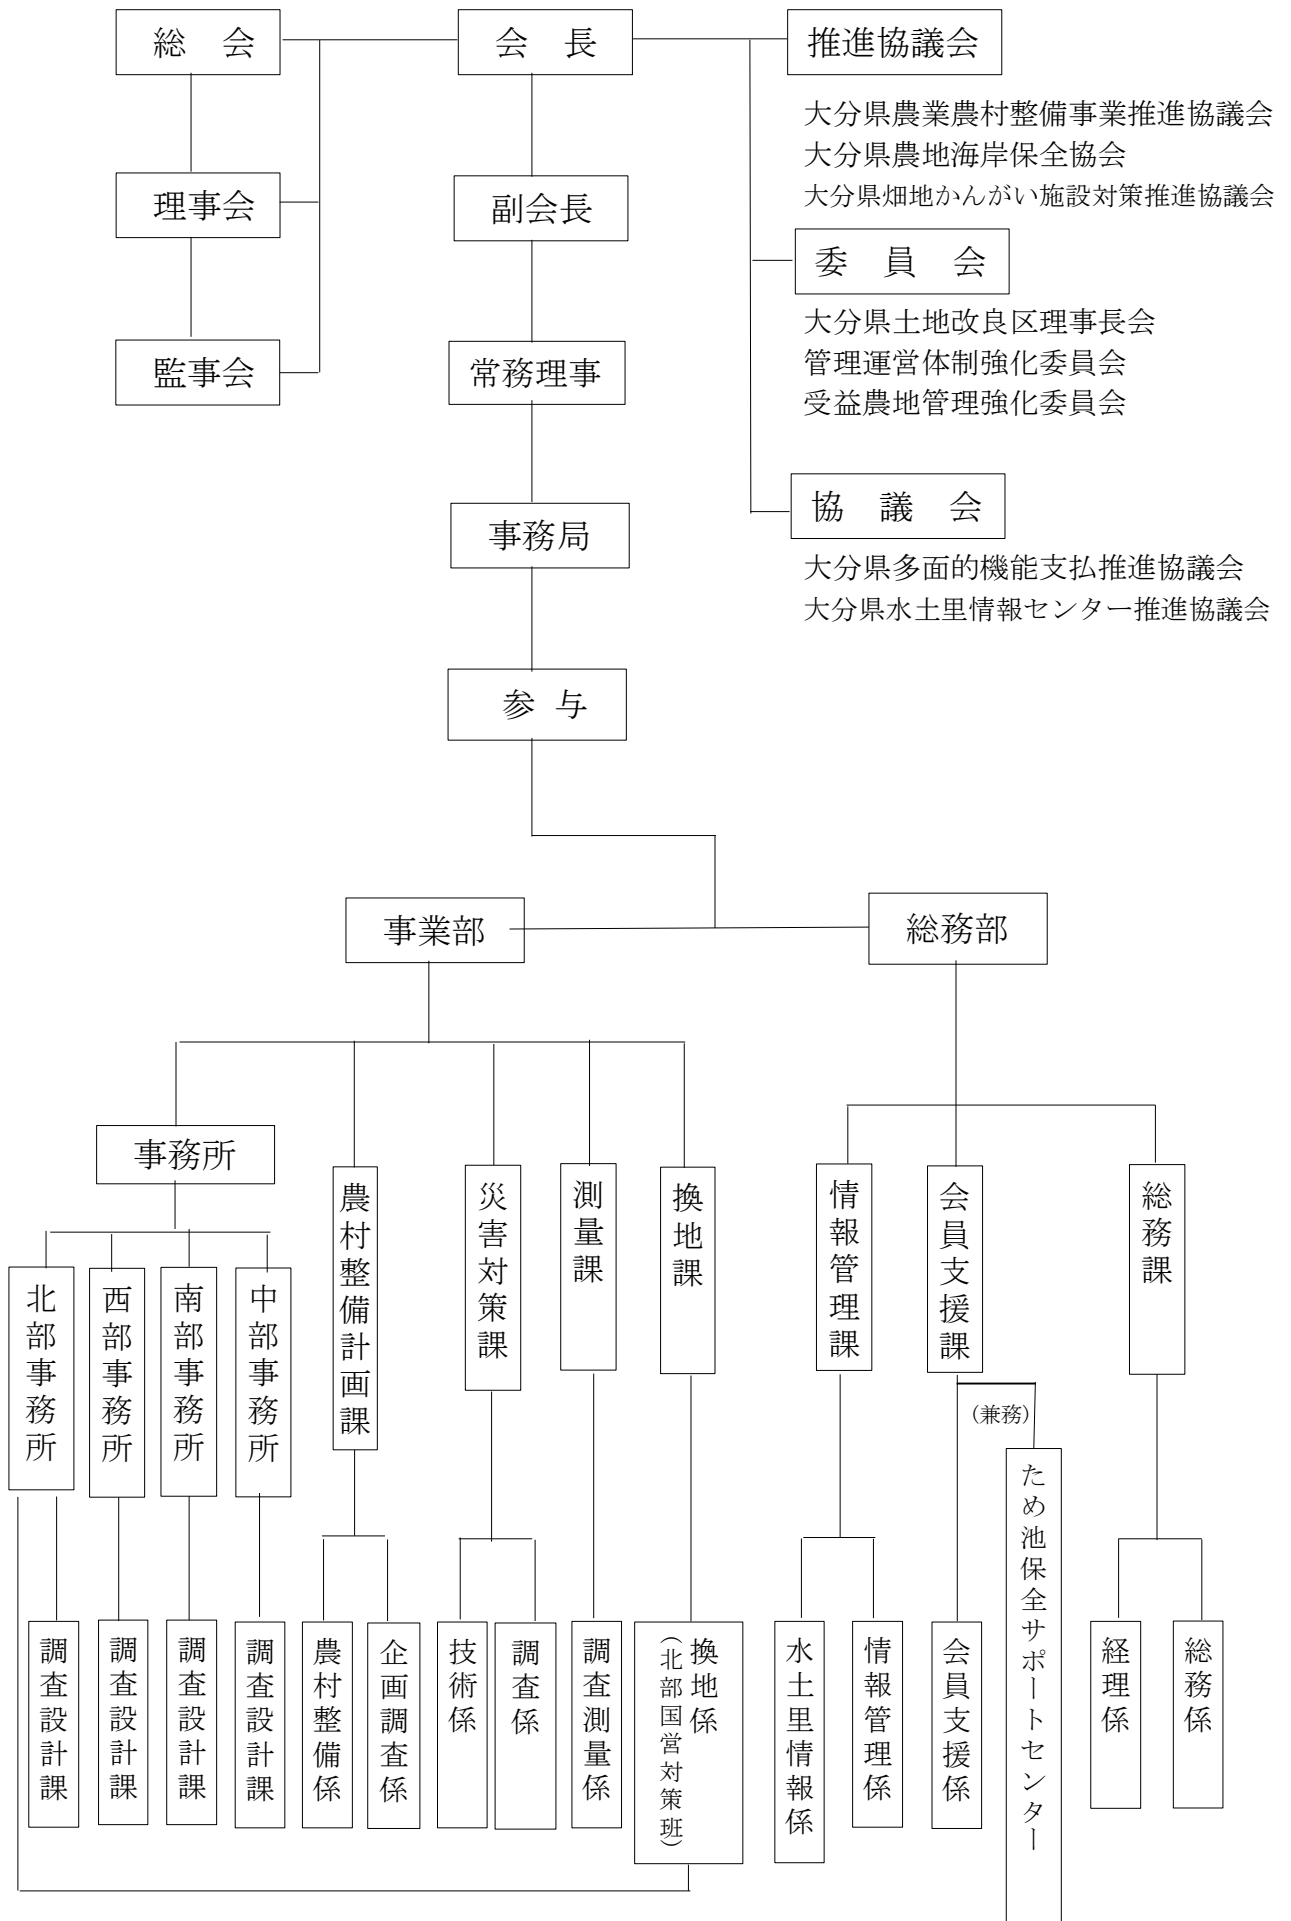 総　会
会　長
推進協議会
大分県農業農村整備事業推進協議会
大分県農地海岸保全協会
大分県畑地かんがい施設対策推進協議会
理事会
副会長
委　員　会
大分県土地改良区理事長会
管理運営体制強化委員会
受益農地管理強化委員会
監事会
常務理事
協　議　会
大分県多面的機能支払推進協議会
大分県水土里情報センター推進協議会
事務局
参 与
事業部
総務部
事務所
農村整備計画課
災害対策課
測量課
換地課
情報管理課
会員支援課
総務課
北部事務所
西部事務所
南部事務所
中部事務所
(兼務)
ため池保全サポートセンター
調査設計課
調査設計課
調査設計課
調査設計課
農村整備係
企画調査係
技術係
調査係
調査測量係
換地係
(北部国営対策班)
水土里情報係
情報管理係
会員支援係
経理係
総務係